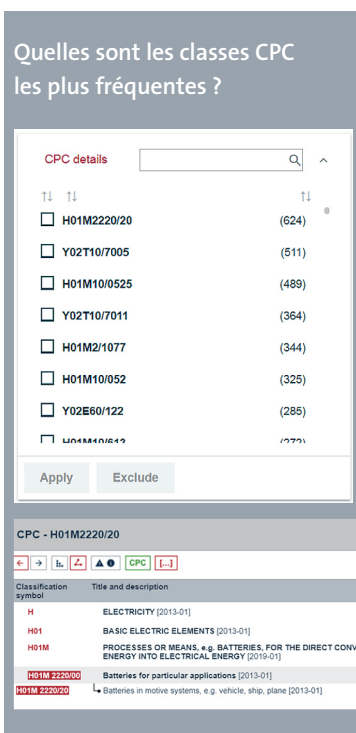 Quelles sont les classes CPC
les plus fréquentes ?
CPC details
H01M2220/20 (624)
Y02T10/7005 (511)
H01M10/0525 (489)
Y02T10/7011 (364)
H01M2/1077 (344)
H01M10/052 (325)
Y02E60/122 (285)
H01M10/613 (272)
Apply Exclude
CPC - H01M2220/20
CPC [...]
Classification Title and description
symbol
H ELECTRICITY [2013-01]
H01 BASIC ELECTRIC ELEMENTS [2013-01]
H01M PROCESSES OR MEANS, e.g. BATTERIES, FOR THE DIRECT CONV
ENERGY INTO ELECTRICAL ENERGY [2019-01]
H01M 2220/00 Batteries for particular applications [2013-01]
H01M 2220/20 Batteries in motive systems, e.g. vehicle, ship, plane [2013-01]